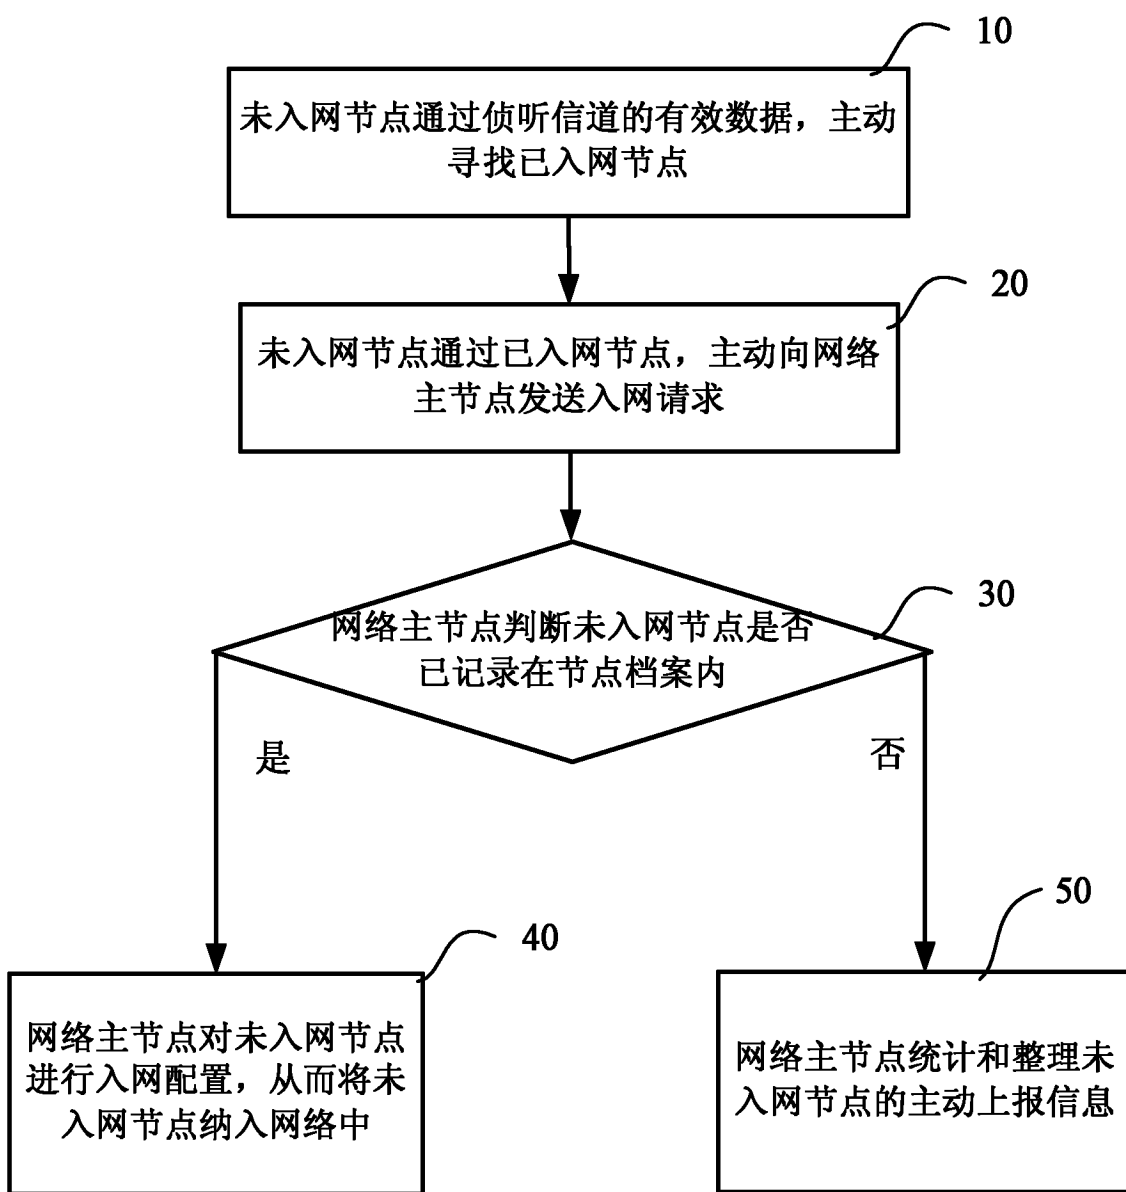 10
未入网节点通过侦听信道的有效数据，主动
寻找已入网节点
20
未入网节点通过已入网节点，主动向网络
主节点发送入网请求
30
网络主节点判断未入网节点是否
已记录在节点档案内
是
否
40
网络主节点对未入网节点
进行入网配置，从而将未
入网节点纳入网络中
50
网络主节点统计和整理未
入网节点的主动上报信息